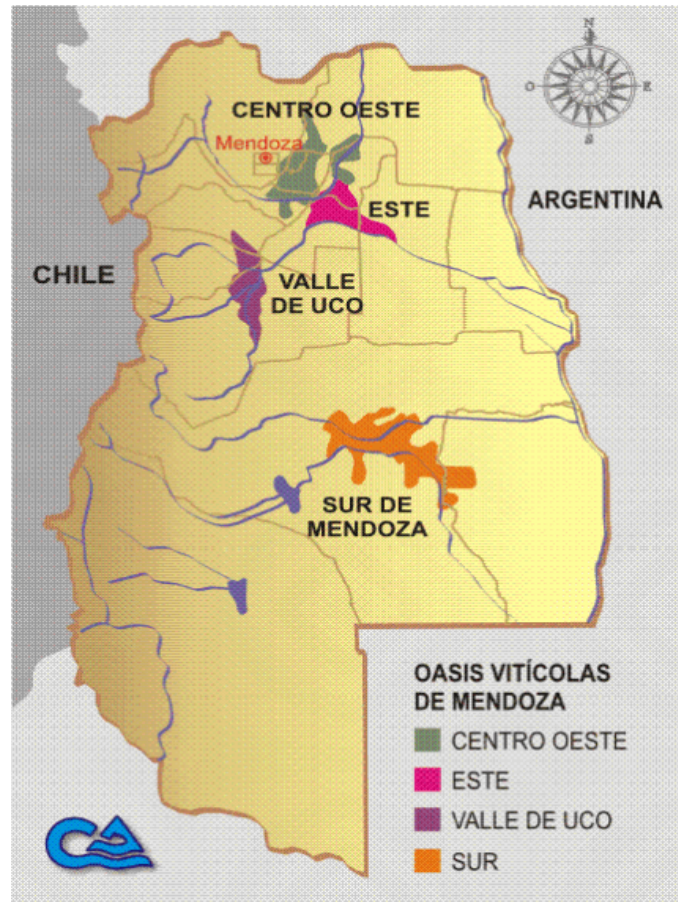 N
O
E
S
CENTRO OESTE
Mendoza
ESTE
ARGENTINA
CHILE
VALLE
DE UCO
SUR DE
MENDOZA
OASIS VITÍCOLAS
DE MENDOZA
CENTRO OESTE
ESTE
VALLE DE UCO
SUR